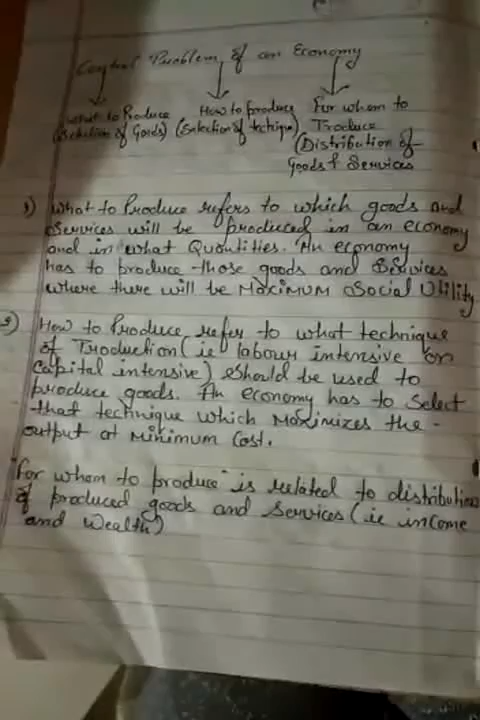 Central Problem of an Economy
what to Produce How to produce For whom to
(Selection of Goods) (Selection of techique) Produce
(Distribution of
Goods & Services
1) What to Produce refers to which goods and
Services will be produced in an economy
and in what Quantities. An economy
has to produce those goods and Services
where there will be Maximum Social Utility
2) How to Produce refer to what technique
of Production (ie labour intensive or
Capital intensive) should be used to
produce goods. An economy has to select
that technique which Maximizes the -
output at Minimum Cost.
"For whom to produce" is related to distribution
of produced goods and Services (ie income
and Wealth)